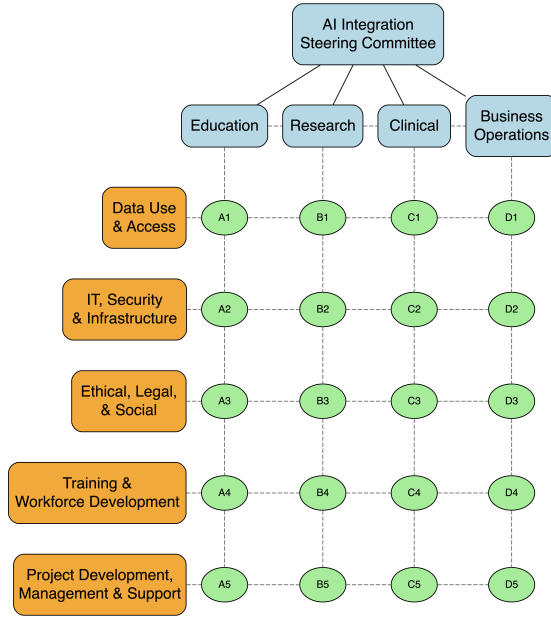 AI Integration
Steering Committee
Education
Research
Clinical
Business
Operations
Data Use
& Access
A1
B1
C1
D1
IT, Security
& Infrastructure
A2
B2
C2
D2
Ethical, Legal,
& Social
A3
B3
C3
D3
Training &
Workforce Development
A4
B4
C4
D4
Project Development,
Management & Support
A5
B5
C5
D5